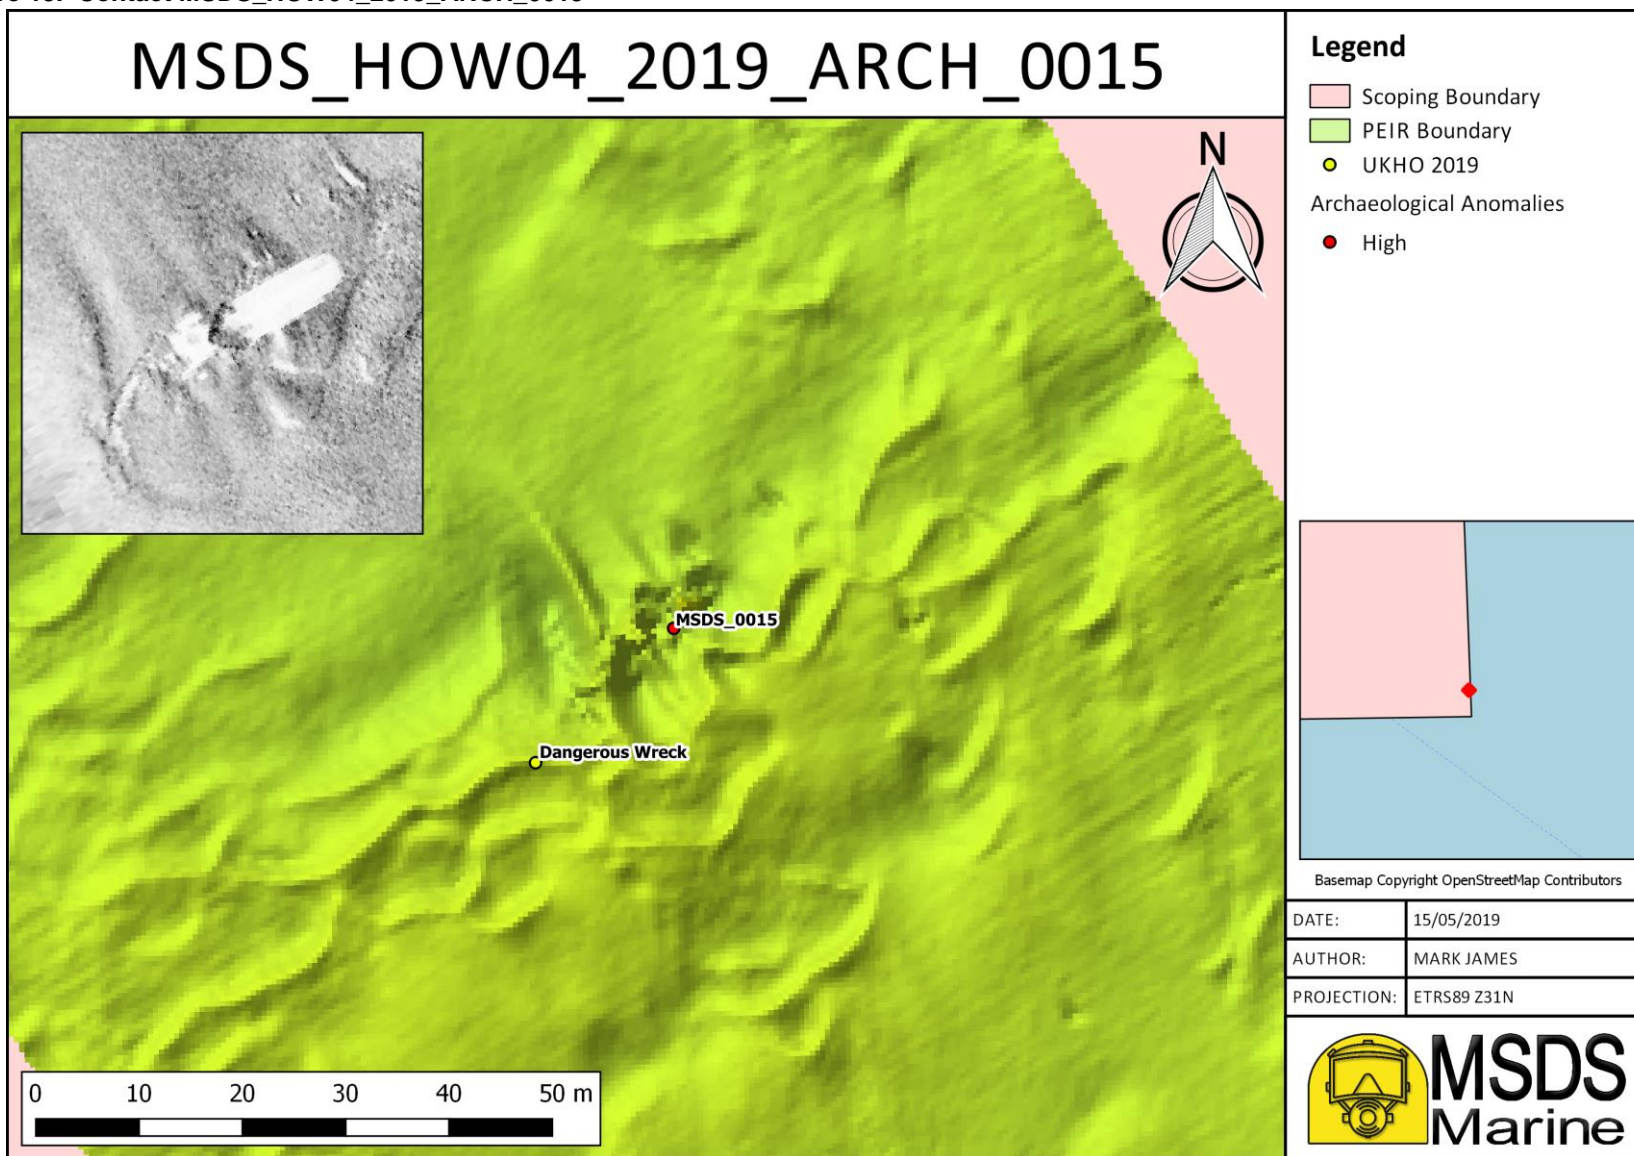 MSDS_HOW04_2019_ARCH_0015
N
MSDS_0015
Dangerous Wreck
0 10 20 30 40 50 m
Legend
Scoping Boundary
PEIR Boundary
UKHO 2019
Archaeological Anomalies
High
Basemap Copyright OpenStreetMap Contributors
DATE: 15/05/2019
AUTHOR: MARK JAMES
PROJECTION: ETRS89 Z31N
MSDS
Marine